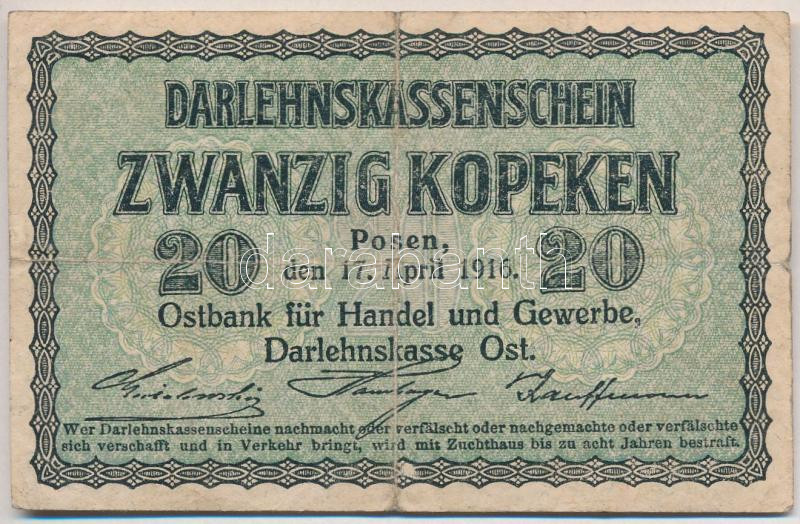 DARLEHNSKASSENSCHEIN
ZWANZIG KOPEKEN
20 Posen, 20
den 17. April 1916.
Ostbank für Handel und Gewerbe,
Darlehnskasse Ost.
Kauffmann
Wer Darlehnskassenscheine nachmacht oder verfälscht oder nachgemachte oder verfälschte
sich verschafft und in Verkehr bringt, wird mit Zuchthaus bis zu acht Jahren bestraft.
darabanth